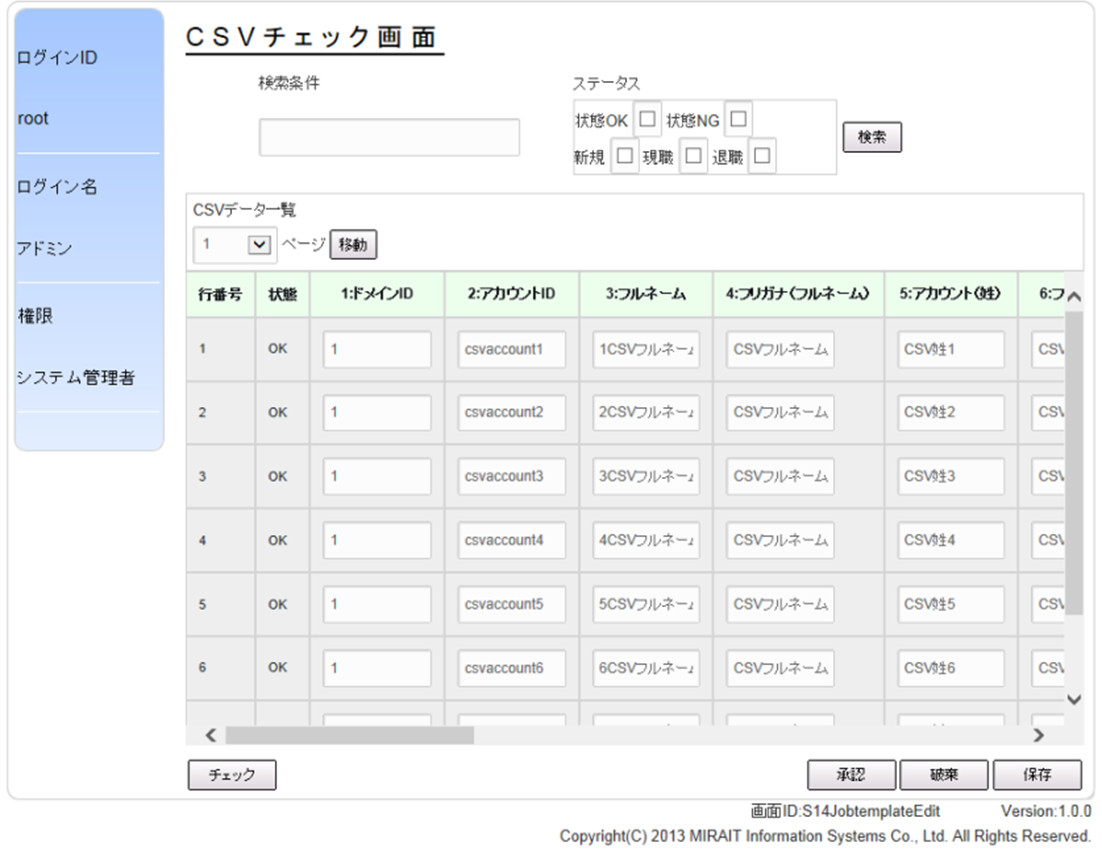 ログインID
root
ログイン名
アドミン
権限
システム管理者
CSVチェック画面
検索条件
ステータス
状態OK 状態NG
新規 現職 退職
検索
CSVデータ一覧
1 ページ 移動
行番号 状態 1:ドメインID 2:アカウントID 3:フルネーム 4:フリガナ(フルネーム) 5:アカウント(姓) 6:フ
1 OK 1 csvaccount1 1CSVフルネー CSVフルネーム CSV姓1 CSV
2 OK 1 csvaccount2 2CSVフルネー CSVフルネーム CSV姓2 CSV
3 OK 1 csvaccount3 3CSVフルネー CSVフルネーム CSV姓3 CSV
4 OK 1 csvaccount4 4CSVフルネー CSVフルネーム CSV姓4 CSV
5 OK 1 csvaccount5 5CSVフルネー CSVフルネーム CSV姓5 CSV
6 OK 1 csvaccount6 6CSVフルネー CSVフルネーム CSV姓6 CSV
チェック 承認 破棄 保存
画面ID:S14JobtemplateEdit Version:1.0.0
Copyright(C) 2013 MIRAIT Information Systems Co., Ltd. All Rights Reserved.